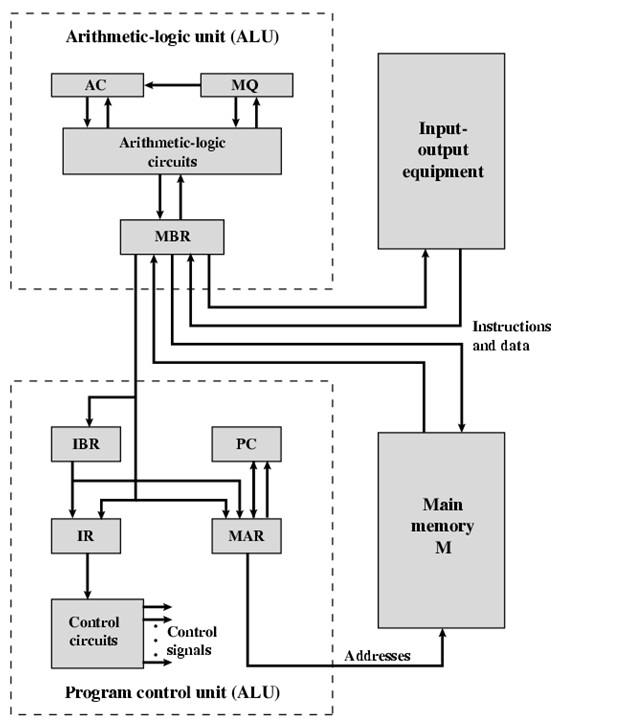 Arithmetic-logic unit (ALU)
AC
MQ
Arithmetic-logic
circuits
MBR
Input-
output
equipment
Instructions
and data
IBR
PC
IR
MAR
Main
memory
M
Control
circuits
Control
signals
Addresses
Program control unit (ALU)